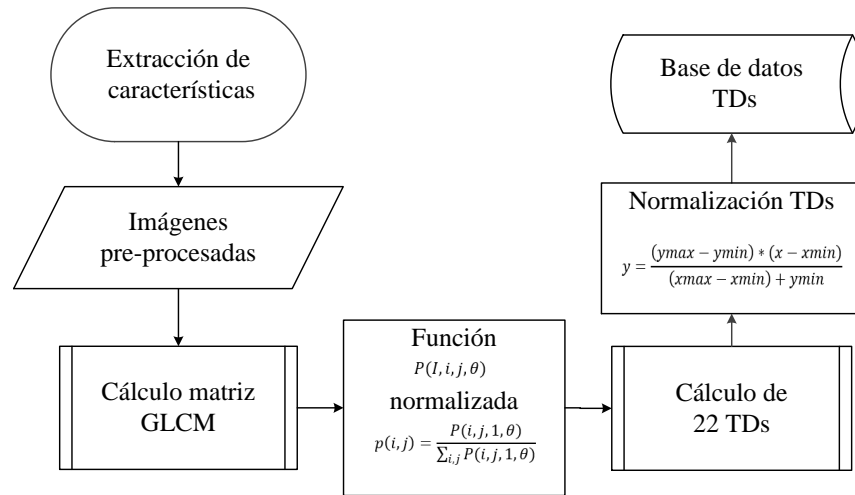 Extracción de
características
Imágenes
pre-procesadas
Cálculo matriz
GLCM
Función
P(I, i, j, θ)
normalizada
p(i, j) = P(i, j, 1, θ) / ∑i,j P(i, j, 1, θ)
Cálculo de
22 TDs
Normalización TDs
y = (ymax − ymin) ∗ (x − xmin) / (xmax − xmin) + ymin
Base de datos
TDs